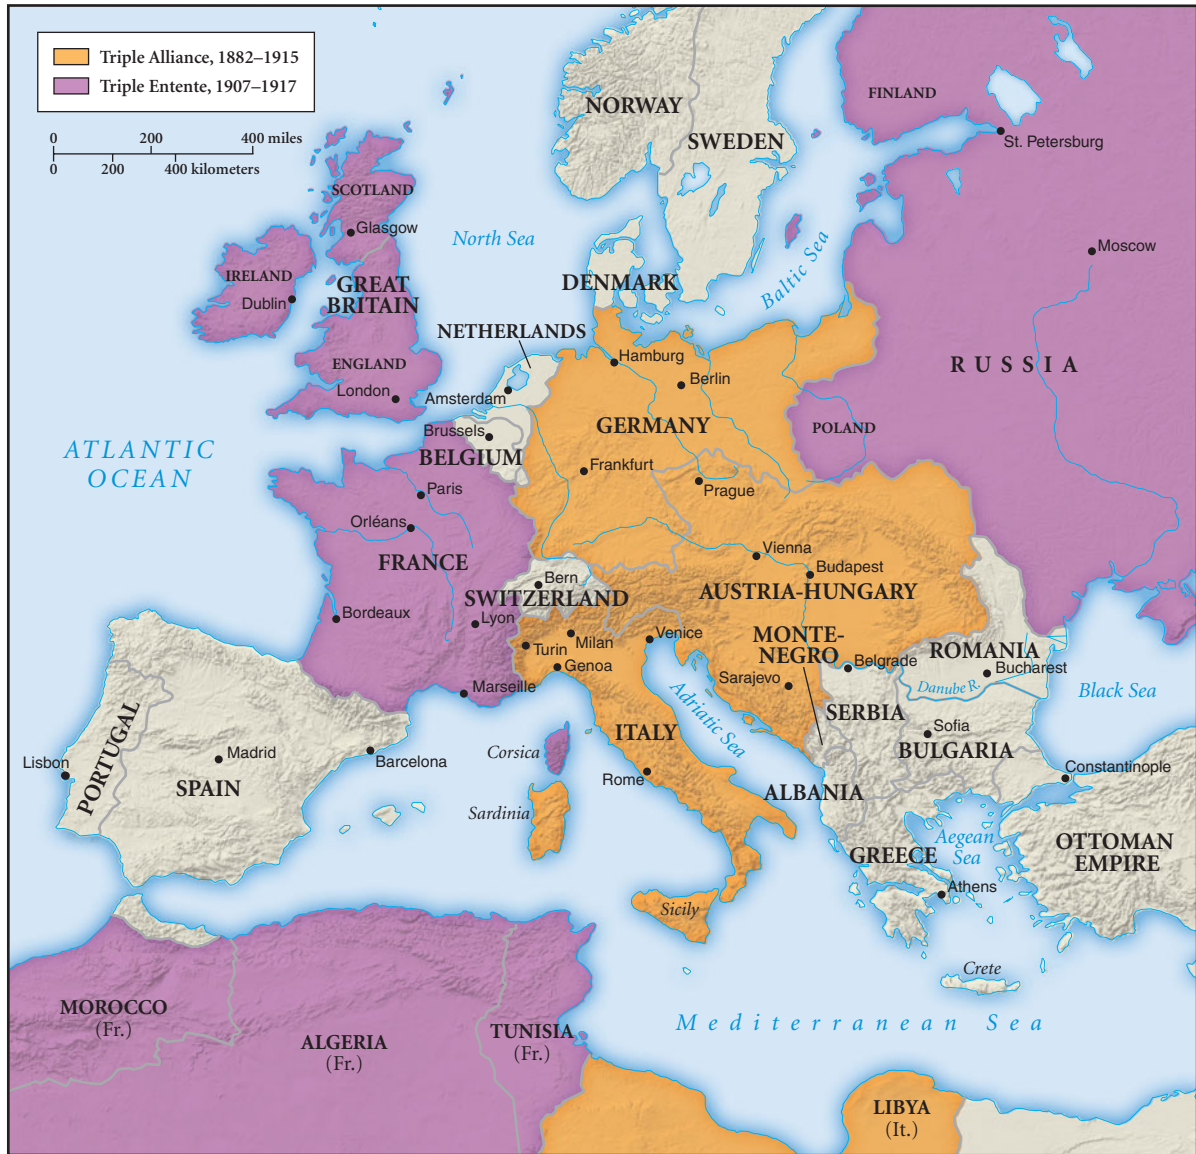 Triple Alliance, 1882–1915
Triple Entente, 1907–1917
0 200 400 miles
0 200 400 kilometers
NORWAY
SWEDEN
FINLAND
St. Petersburg
SCOTLAND
Glasgow
North Sea
Baltic Sea
Moscow
IRELAND
Dublin
GREAT
BRITAIN
DENMARK
NETHERLANDS
ENGLAND
London
Hamburg
Berlin
RUSSIA
Amsterdam
Brussels
BELGIUM
GERMANY
POLAND
ATLANTIC
OCEAN
Frankfurt
Prague
Paris
Orléans
FRANCE
Vienna
Budapest
AUSTRIA-HUNGARY
Bern
SWITZERLAND
Bordeaux
Lyon
Turin
Milan
Genoa
Venice
MONTE-
NEGRO
Belgrade
ROMANIA
Bucharest
Danube R.
Black Sea
Marseille
Sarajevo
Adriatic Sea
SERBIA
Sofia
BULGARIA
PORTUGAL
Lisbon
Madrid
SPAIN
Barcelona
Corsica
ITALY
Rome
Sardinia
ALBANIA
Constantinople
GREECE
Aegean
Sea
OTTOMAN
EMPIRE
Athens
Sicily
Crete
MOROCCO
(Fr.)
ALGERIA
(Fr.)
TUNISIA
(Fr.)
Mediterranean Sea
LIBYA
(It.)